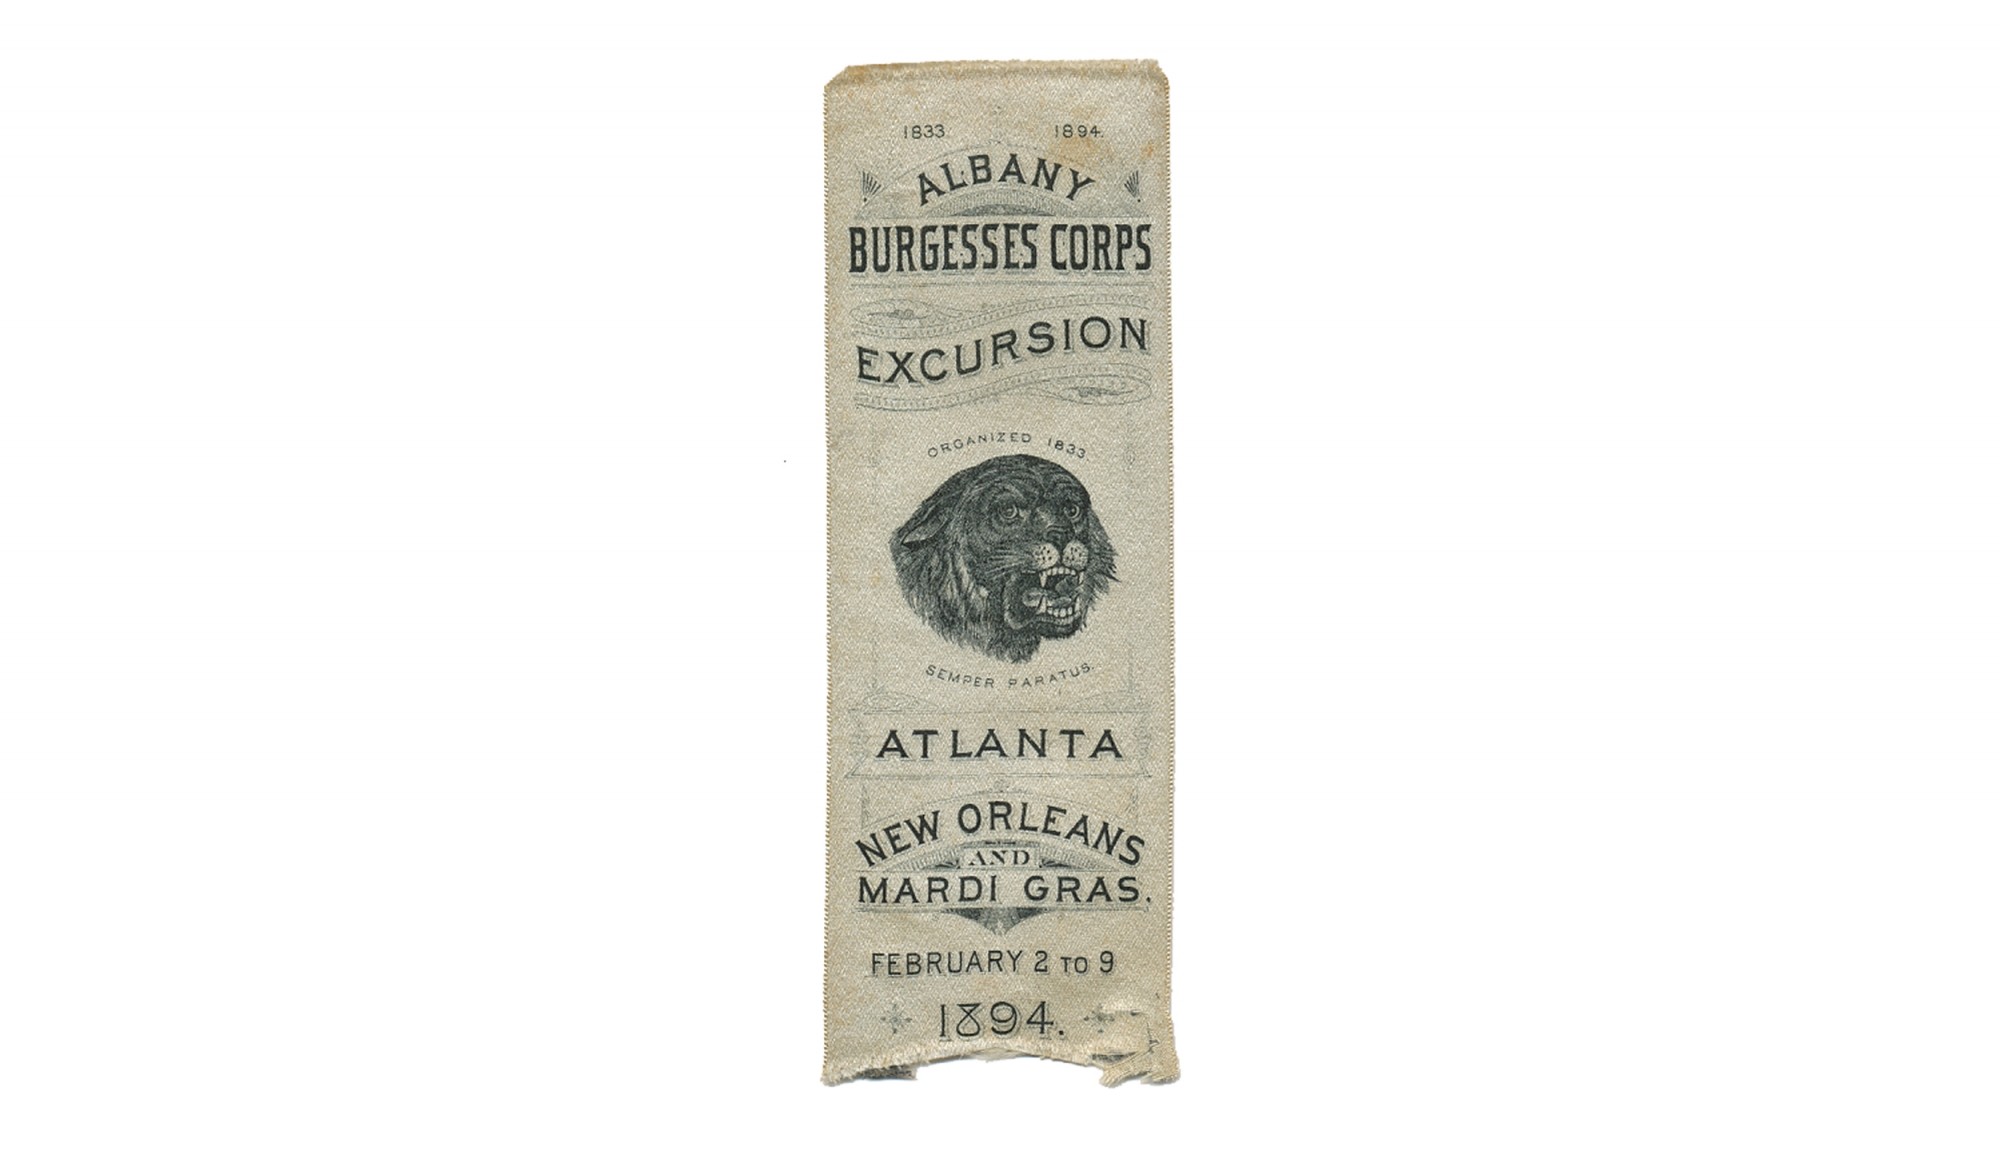 1833 1894.
ALBANY
BURGESSES CORPS
EXCURSION
ORGANIZED 1833.
SEMPER PARATUS.
ATLANTA
NEW ORLEANS
AND
MARDI GRAS.
FEBRUARY 2 TO 9
1894.